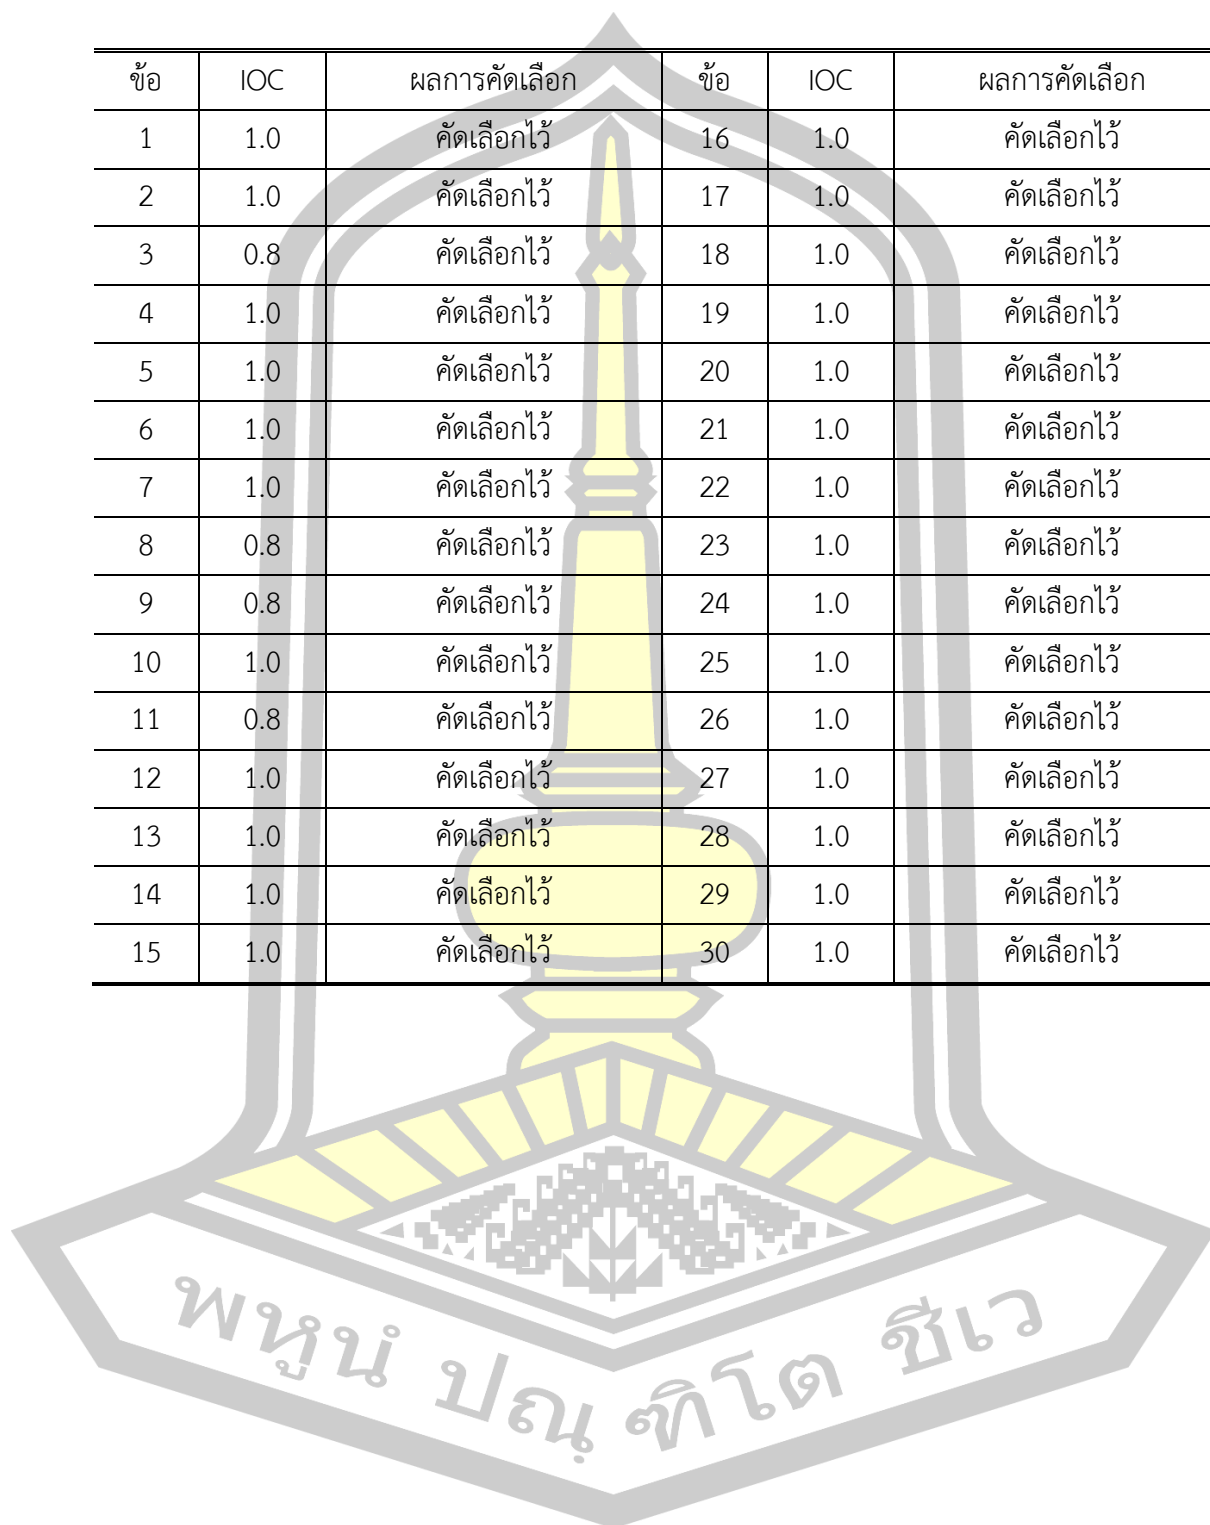 ข้อ IOC ผลการคัดเลือก ข้อ IOC ผลการคัดเลือก
1 1.0 คัดเลือกไว้ 16 1.0 คัดเลือกไว้
2 1.0 คัดเลือกไว้ 17 1.0 คัดเลือกไว้
3 0.8 คัดเลือกไว้ 18 1.0 คัดเลือกไว้
4 1.0 คัดเลือกไว้ 19 1.0 คัดเลือกไว้
5 1.0 คัดเลือกไว้ 20 1.0 คัดเลือกไว้
6 1.0 คัดเลือกไว้ 21 1.0 คัดเลือกไว้
7 1.0 คัดเลือกไว้ 22 1.0 คัดเลือกไว้
8 0.8 คัดเลือกไว้ 23 1.0 คัดเลือกไว้
9 0.8 คัดเลือกไว้ 24 1.0 คัดเลือกไว้
10 1.0 คัดเลือกไว้ 25 1.0 คัดเลือกไว้
11 0.8 คัดเลือกไว้ 26 1.0 คัดเลือกไว้
12 1.0 คัดเลือกไว้ 27 1.0 คัดเลือกไว้
13 1.0 คัดเลือกไว้ 28 1.0 คัดเลือกไว้
14 1.0 คัดเลือกไว้ 29 1.0 คัดเลือกไว้
15 1.0 คัดเลือกไว้ 30 1.0 คัดเลือกไว้
พหูนํ ปณฺ ฑิโต ชีเว